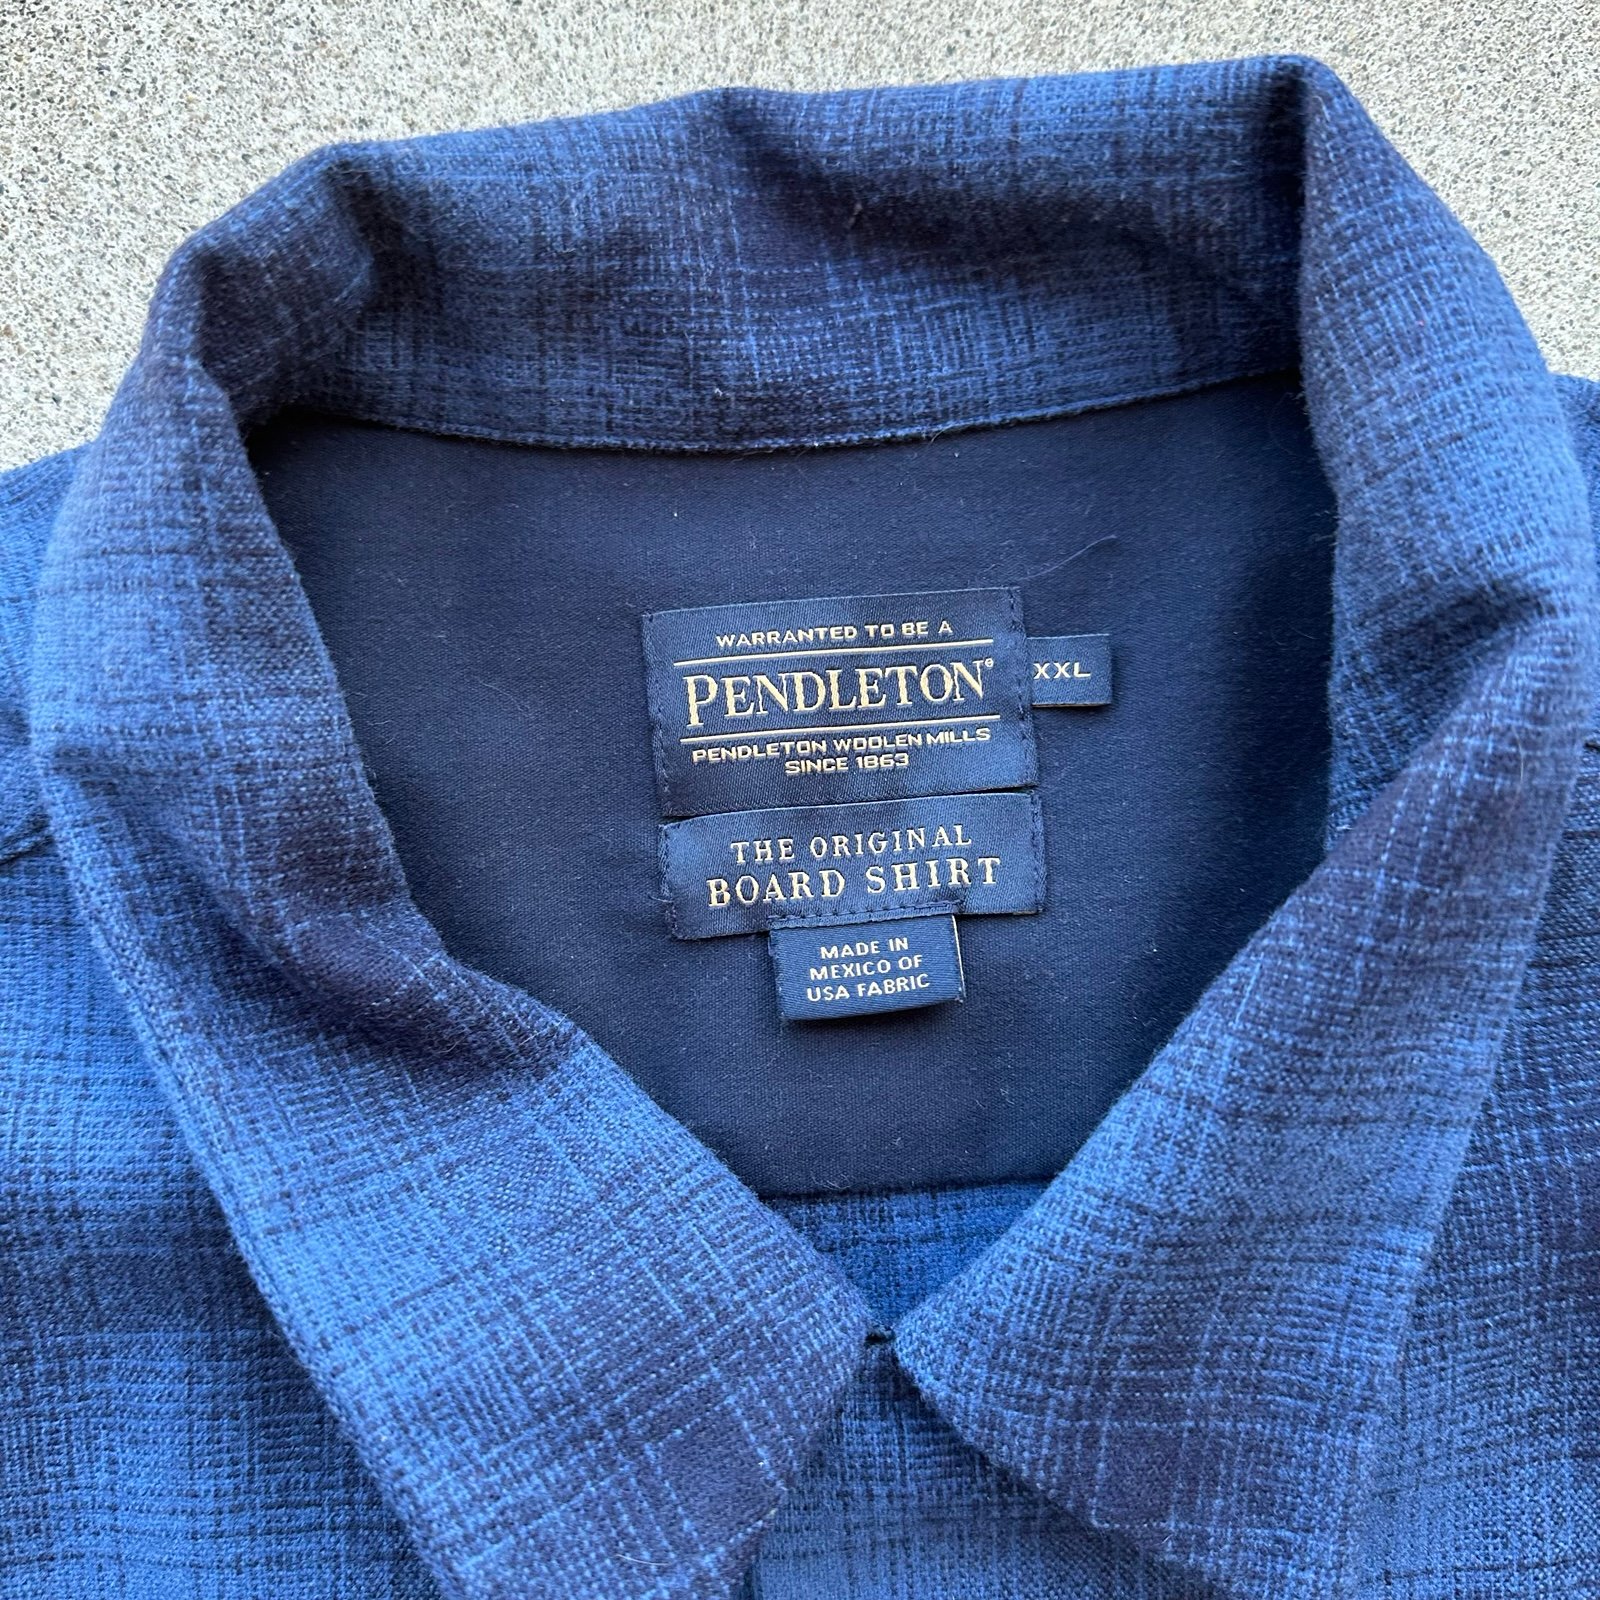 WARRANTED TO BE A
PENDLETON®
XXL
PENDLETON WOOLEN MILLS
SINCE 1863
THE ORIGINAL
BOARD SHIRT
MADE IN
MEXICO OF
USA FABRIC